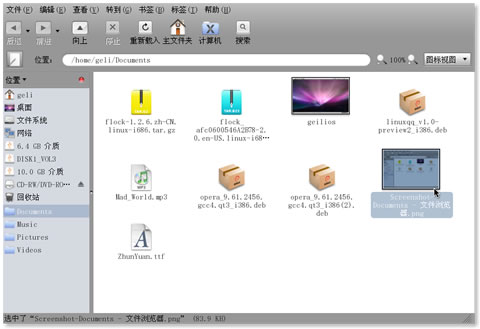 文件(F) 编辑(E) 查看(V) 转到(G) 书签(B) 标签(T) 帮助(H)
后退 前进 向上 停止 重新载入 主文件夹 计算机 搜索
位置: /home/geli/Documents 100% 图标视图
位置
geli
桌面
文件系统
网络
6.4 GB 介质
DISK1_VOL3
10.0 GB 介质
CD-RW/DVD-RO…
回收站
Documents
Music
Pictures
Videos
flock-1.2.6.zh-CN.
linux-i686.tar.gz
flock_
afc0600546A2B78-2.
0.en-US.linux-i68…
geilios
linuxqq_v1.0-
preview2_i386.deb
Mad_World.mp3
opera_9.61.2456.
gcc4.qt3_i386.deb
opera_9.61.2456.
gcc4.qt3_i386(2).
deb
Screenshot-
Documents - 文件浏览
器.png
ZhunYuan.ttf
选中了“Screenshot-Documents - 文件浏览器.png” (83.9 KB)